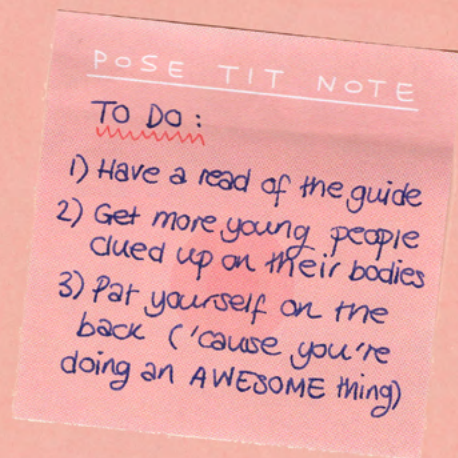 POSE TIT NOTE
TO DO:
1) Have a read of the guide
2) Get more young people
clued up on their bodies
3) Pat yourself on the
back ('cause you're
doing an AWESOME thing)